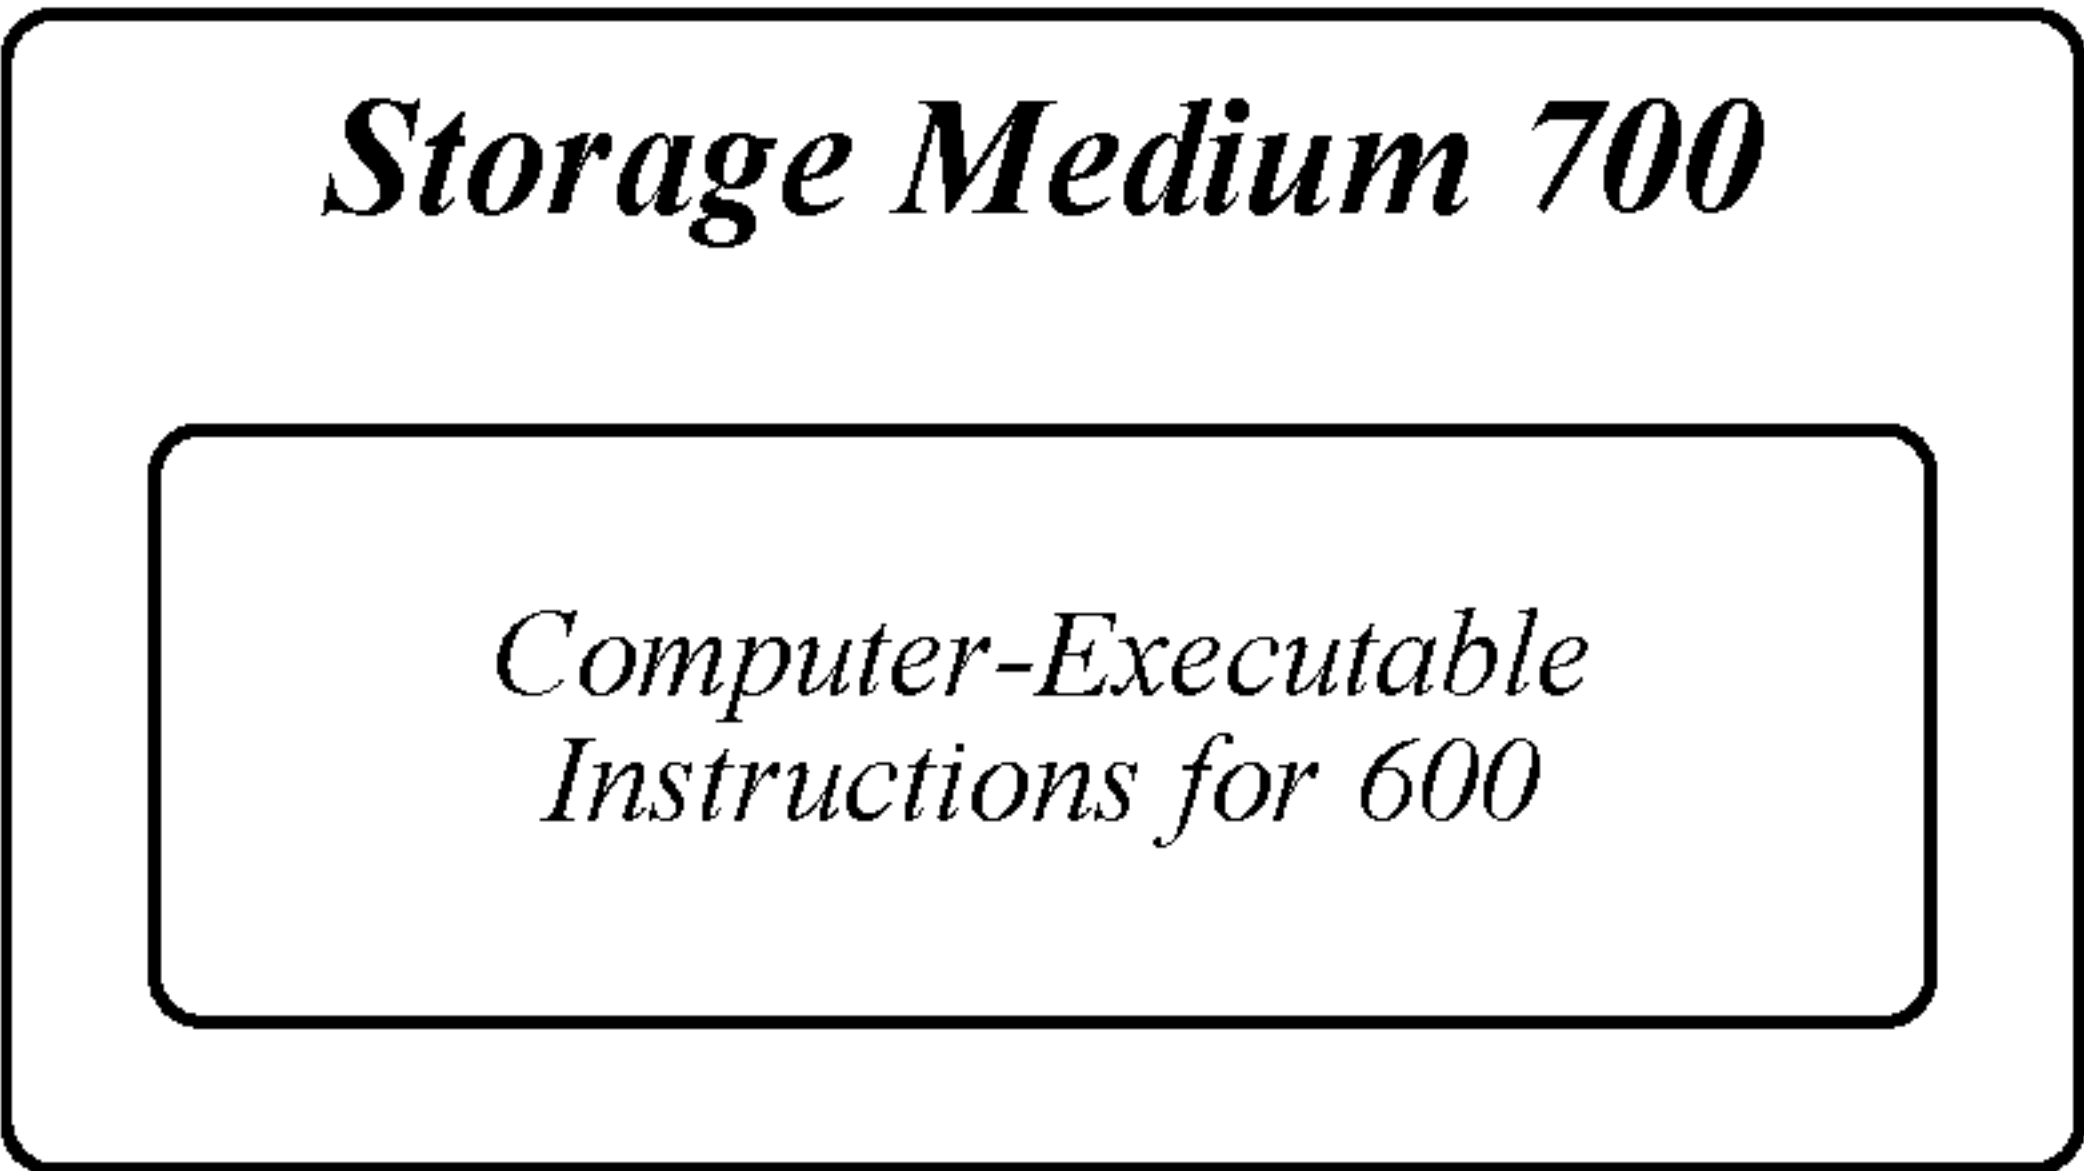 Storage Medium 700
Computer-Executable
Instructions for 600